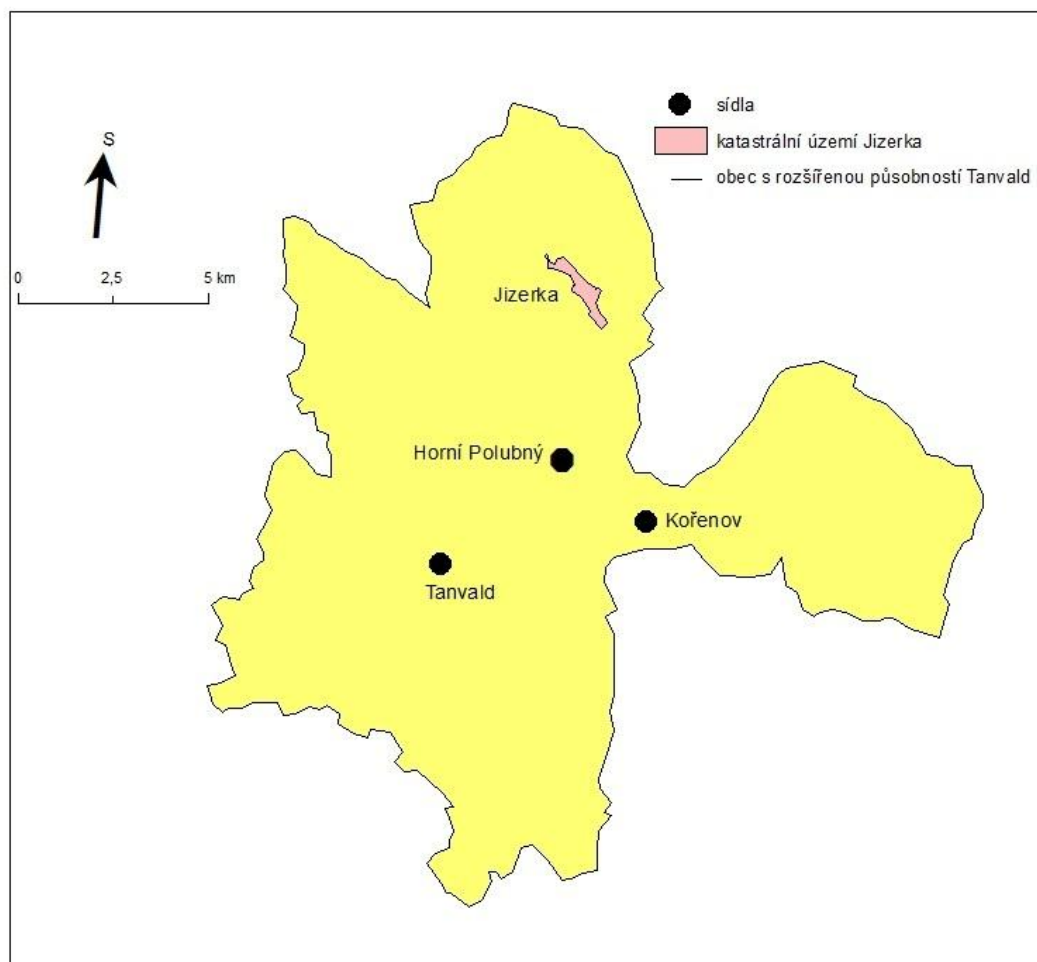 sídla
katastrální území Jizerka
obec s rozšířenou působností Tanvald
S
0 2,5 5 km
Jizerka
Horní Polubný
Kořenov
Tanvald